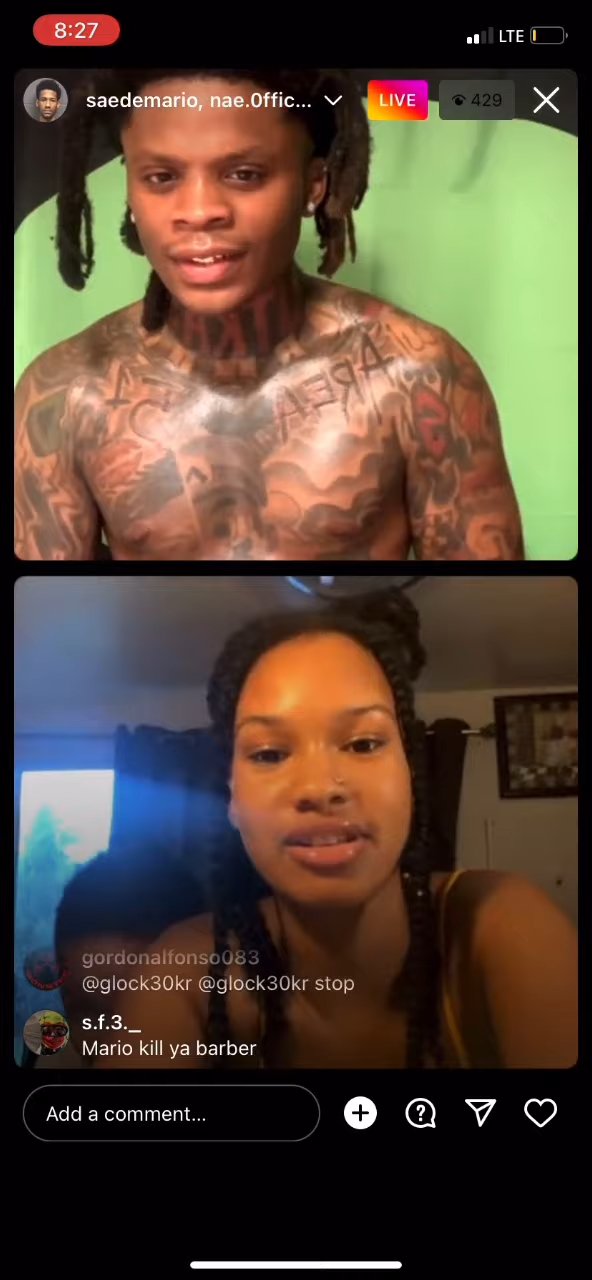 8:27
LTE
saedemario, nae.0ffic...
LIVE
429
AREA
gordonalfonso083
@glock30kr @glock30kr stop
s.f.3._
Mario kill ya barber
Add a comment...